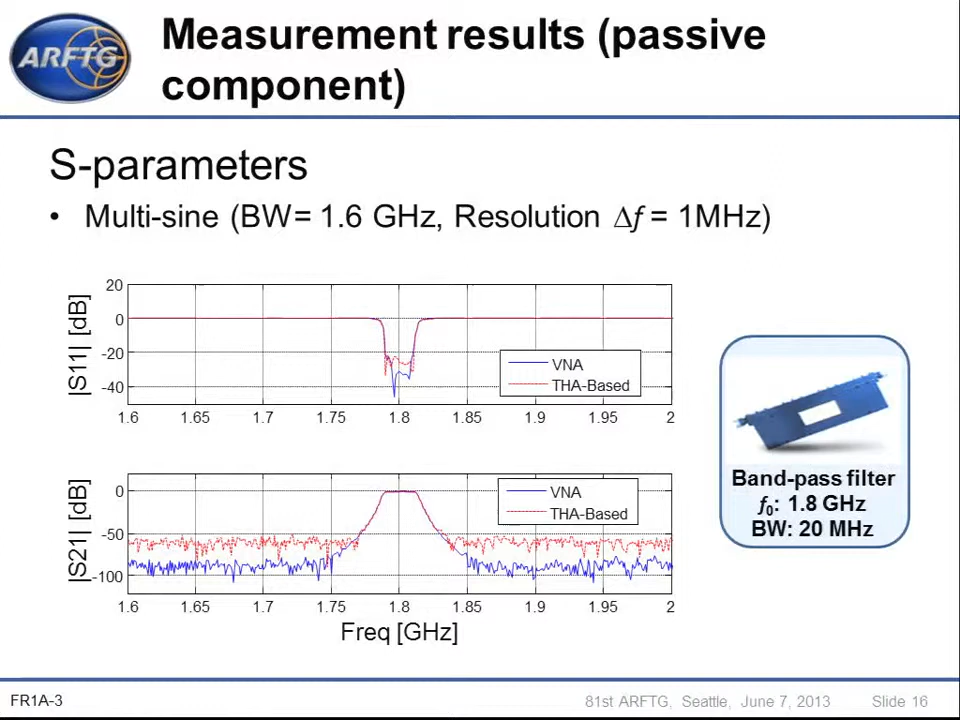 ARFTG
Measurement results (passive
component)
S-parameters
• Multi-sine (BW= 1.6 GHz, Resolution Δf = 1MHz)
|S11| [dB]
20
0
-20
-40
VNA
THA-Based
1.6 1.65 1.7 1.75 1.8 1.85 1.9 1.95 2
|S21| [dB]
0
-50
-100
VNA
THA-Based
1.6 1.65 1.7 1.75 1.8 1.85 1.9 1.95 2
Freq [GHz]
Band-pass filter
f0: 1.8 GHz
BW: 20 MHz
FR1A-3
81st ARFTG, Seattle, June 7, 2013 Slide 16